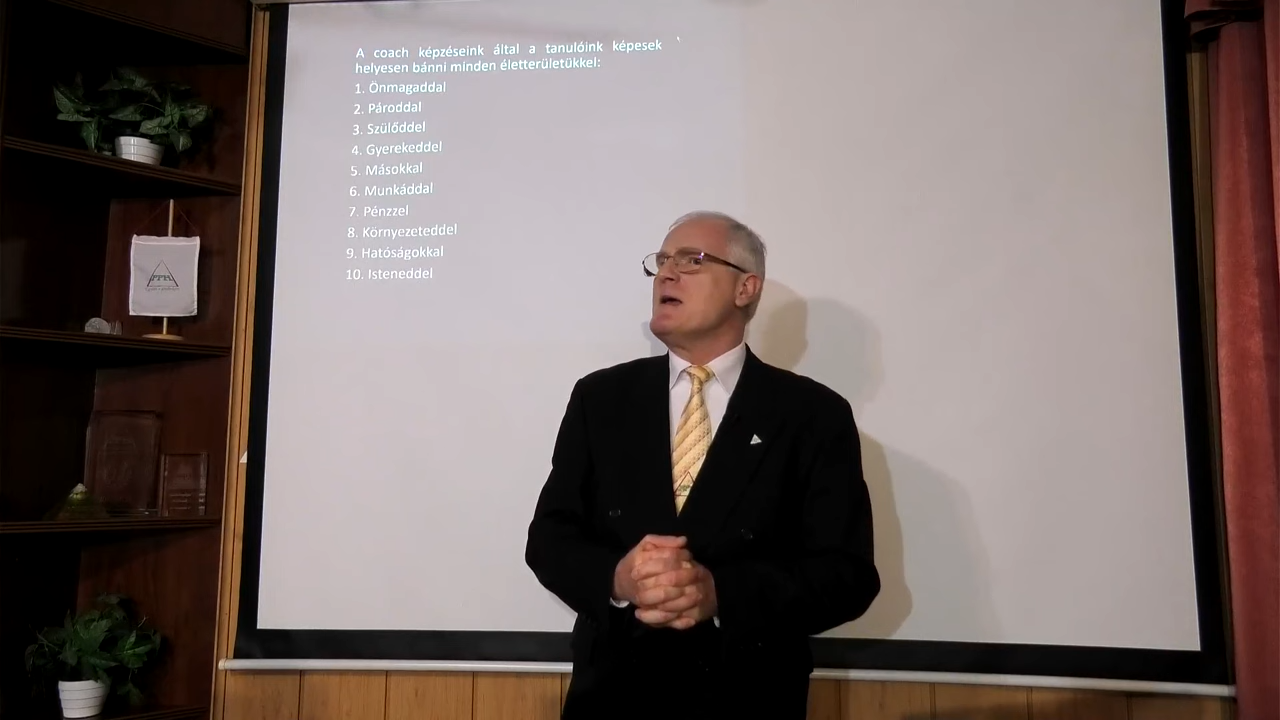 A coach képzéseink által a tanulóink képesek
helyesen bánni minden életterületükkel:
1. Önmagaddal
2. Pároddal
3. Szülőddel
4. Gyerekeddel
5. Másokkal
6. Munkáddal
7. Pénzzel
8. Környezeteddel
9. Hatóságokkal
10. Isteneddel